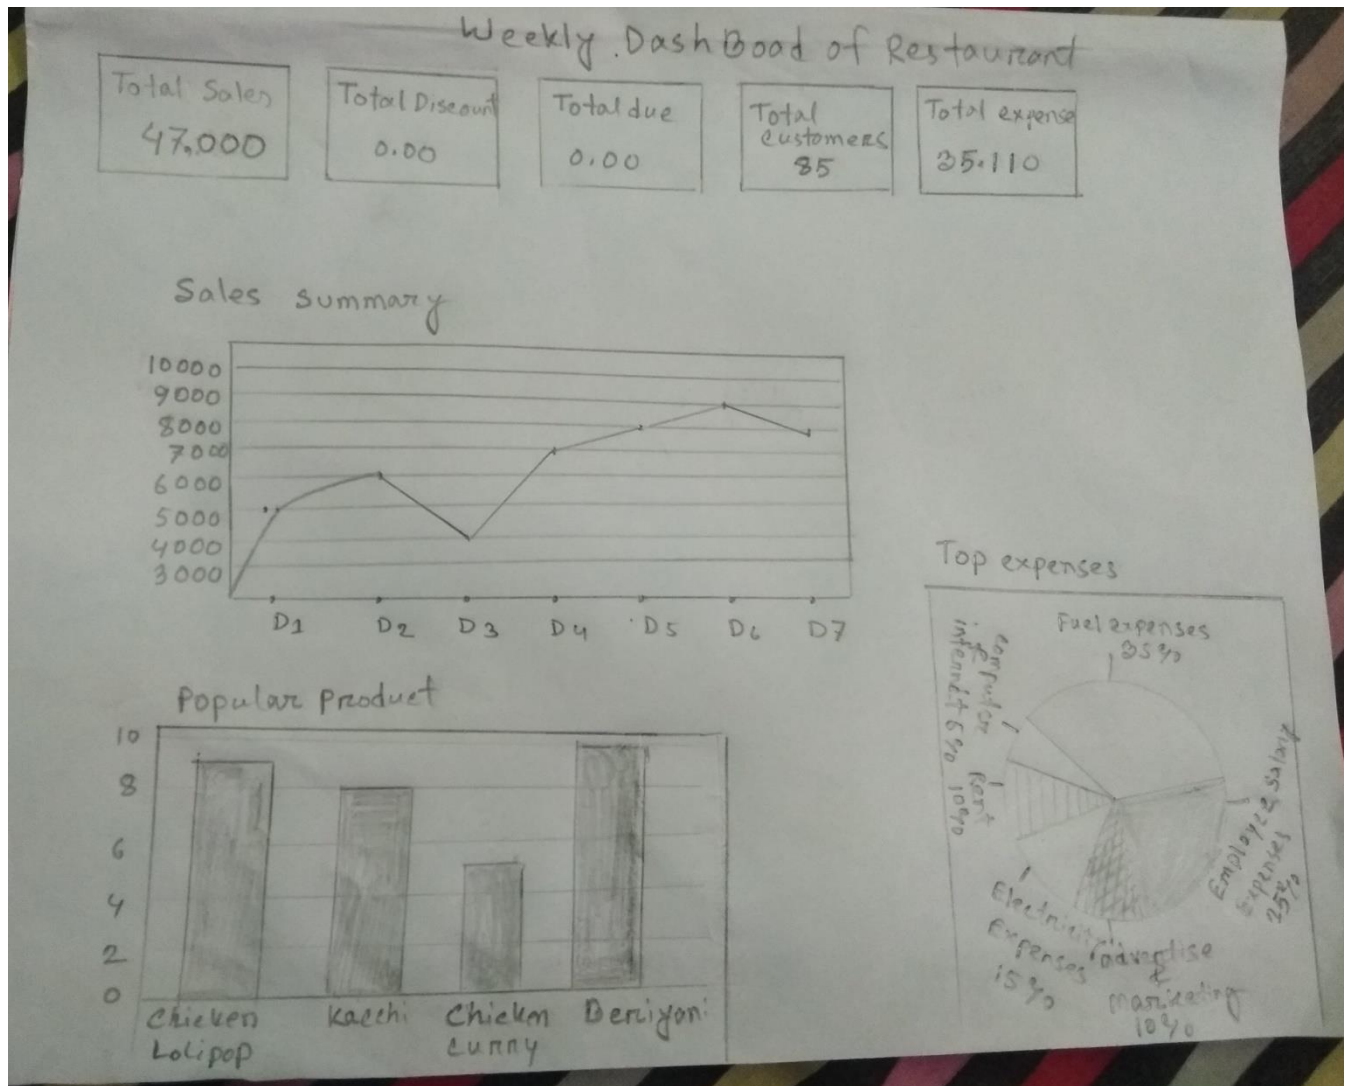 Weekly DashBoad of Restaurant
Total Sales
47.000
Total Discount
0.00
Total due
0.00
Total
customers
85
Total expense
35.110
Sales summary
10000
9000
8000
7000
6000
5000
4000
3000
D1 D2 D3 D4 D5 D6 D7
Popular Product
10
8
6
4
2
0
Chicken
Lolipop
Kacchi
Chicken
curry
Beriyani
Top expenses
Fuel expenses
35%
Employee salary
Expenses
25%
advertise
&
Marketing
10%
Electricity
Expenses
15%
Rent
10%
computer
&
internet 5%